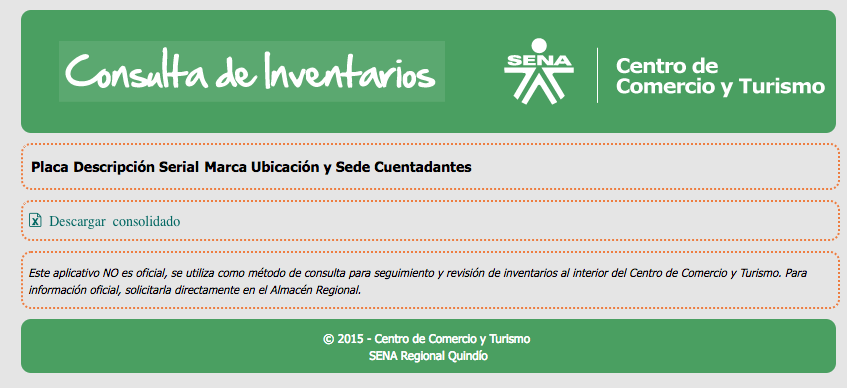 Consulta de Inventarios
SENA
Centro de
Comercio y Turismo
Placa Descripción Serial Marca Ubicación y Sede Cuentadantes
Descargar consolidado
Este aplicativo NO es oficial, se utiliza como método de consulta para seguimiento y revisión de inventarios al interior del Centro de Comercio y Turismo. Para
información oficial, solicitarla directamente en el Almacén Regional.
© 2015 - Centro de Comercio y Turismo
SENA Regional Quindío